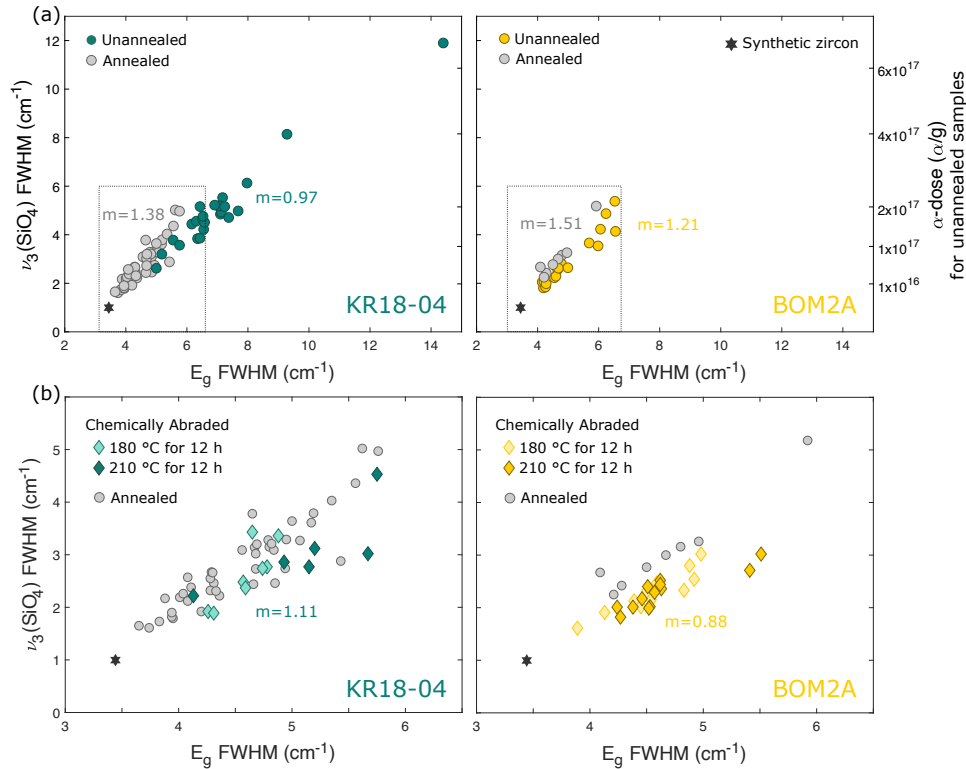 (a)
Unannealed
Annealed
m=1.38
m=0.97
KR18-04
ν3(SiO4) FWHM (cm-1)
0
2
4
6
8
10
12
2
4
6
8
10
12
14
Eg FWHM (cm-1)
Unannealed
Annealed
Synthetic zircon
m=1.51
m=1.21
BOM2A
6x10^17
4x10^17
2x10^17
1x10^17
1x10^16
α-dose (α/g)
for unannealed samples
2
4
6
8
10
12
14
Eg FWHM (cm-1)
(b)
Chemically Abraded
180 °C for 12 h
210 °C for 12 h
Annealed
m=1.11
KR18-04
ν3(SiO4) FWHM (cm-1)
0
1
2
3
4
5
3
4
5
6
Eg FWHM (cm-1)
Chemically Abraded
180 °C for 12 h
210 °C for 12 h
Annealed
m=0.88
BOM2A
3
4
5
6
Eg FWHM (cm-1)